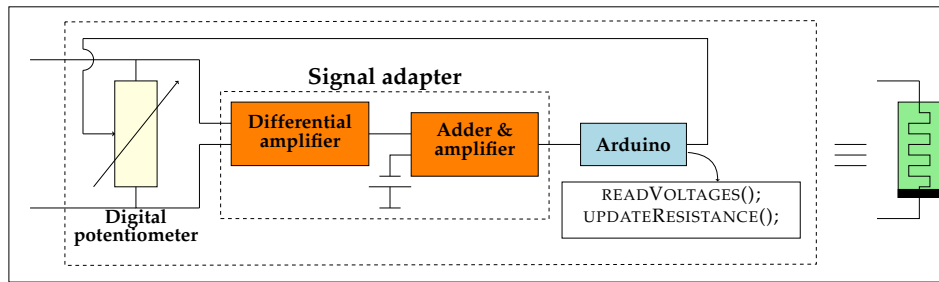 Signal adapter
Differential
amplifier
Adder &
amplifier
Arduino
READVOLTAGES();
UPDATERESISTANCE();
Digital
potentiometer